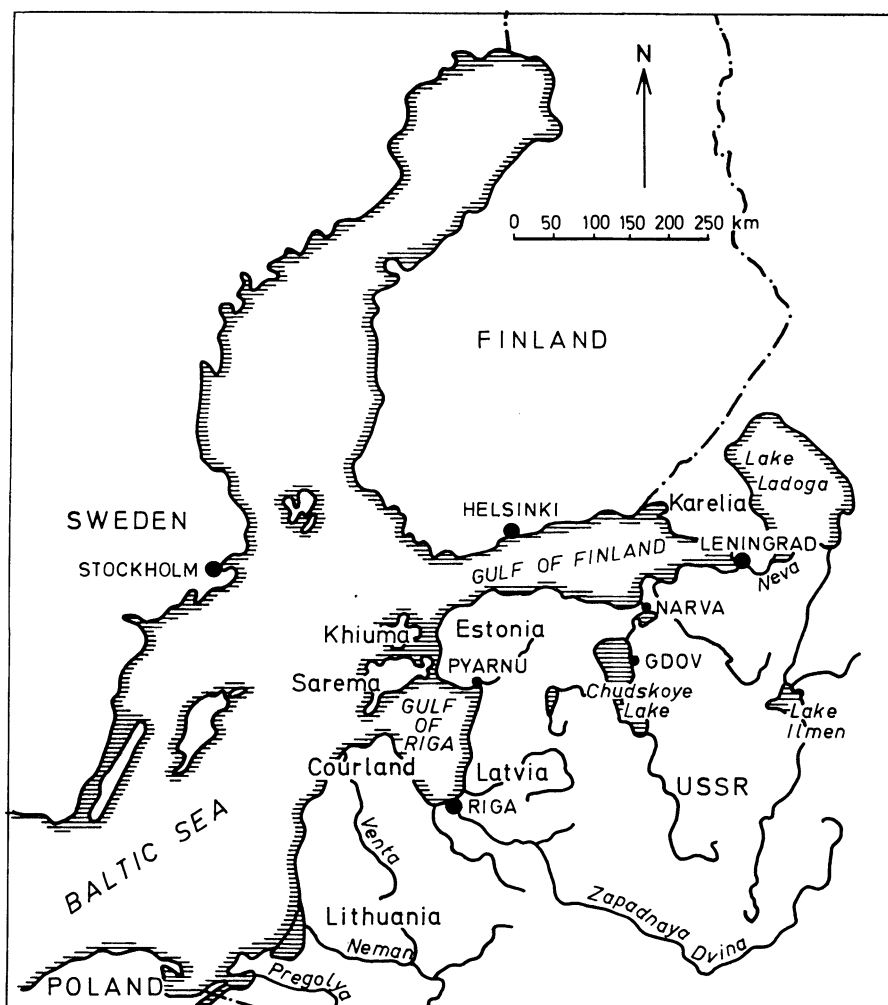 N
0 50 100 150 200 250 km
FINLAND
Lake
Ladoga
Karelia
HELSINKI
SWEDEN
LENINGRAD
GULF OF FINLAND
STOCKHOLM
Neva
NARVA
Khiuma
Estonia
GDOV
PYARNU
Sarema
Chudskoye
Lake
GULF
OF
RIGA
Lake
Il'men
Courland
Latvia
USSR
RIGA
BALTIC SEA
Venta
Zapadnaya
Dvina
Lithuania
Neman
Pregolya
POLAND